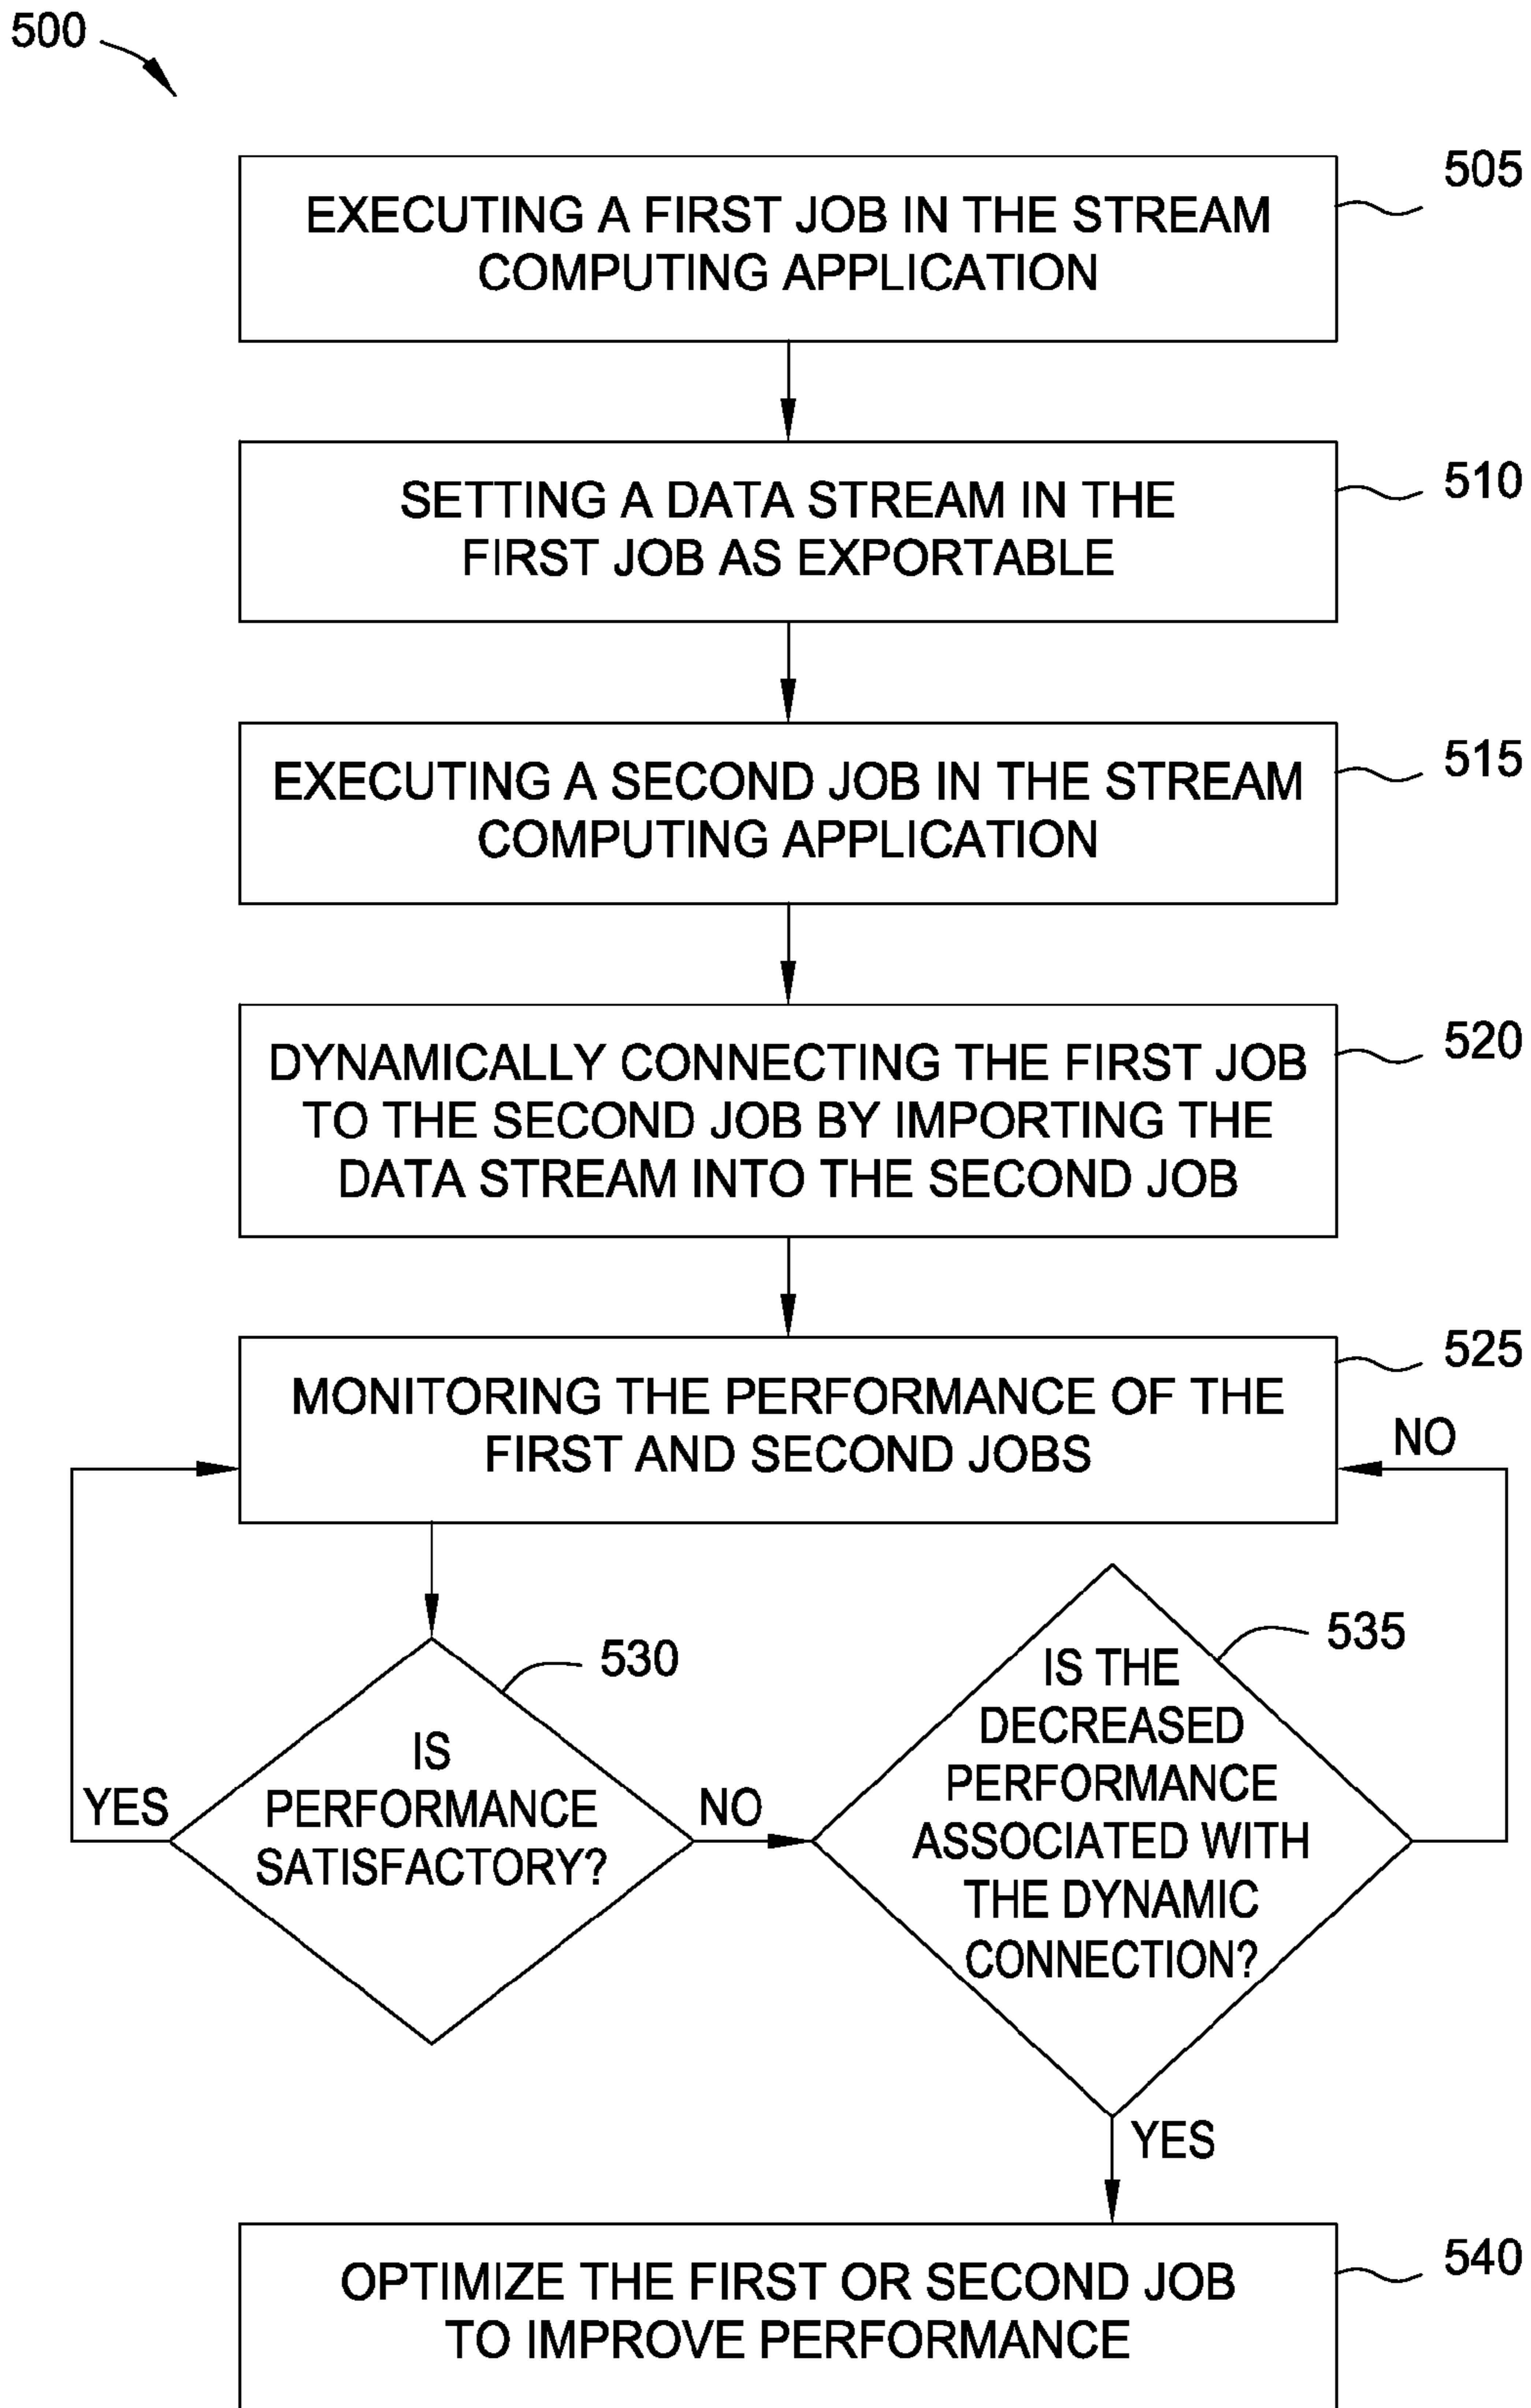 500
505
EXECUTING A FIRST JOB IN THE STREAM
COMPUTING APPLICATION
510
SETTING A DATA STREAM IN THE
FIRST JOB AS EXPORTABLE
515
EXECUTING A SECOND JOB IN THE STREAM
COMPUTING APPLICATION
520
DYNAMICALLY CONNECTING THE FIRST JOB
TO THE SECOND JOB BY IMPORTING THE
DATA STREAM INTO THE SECOND JOB
525
MONITORING THE PERFORMANCE OF THE
FIRST AND SECOND JOBS
NO
530
IS
PERFORMANCE
SATISFACTORY?
YES
NO
535
IS THE
DECREASED
PERFORMANCE
ASSOCIATED WITH
THE DYNAMIC
CONNECTION?
YES
540
OPTIMIZE THE FIRST OR SECOND JOB
TO IMPROVE PERFORMANCE